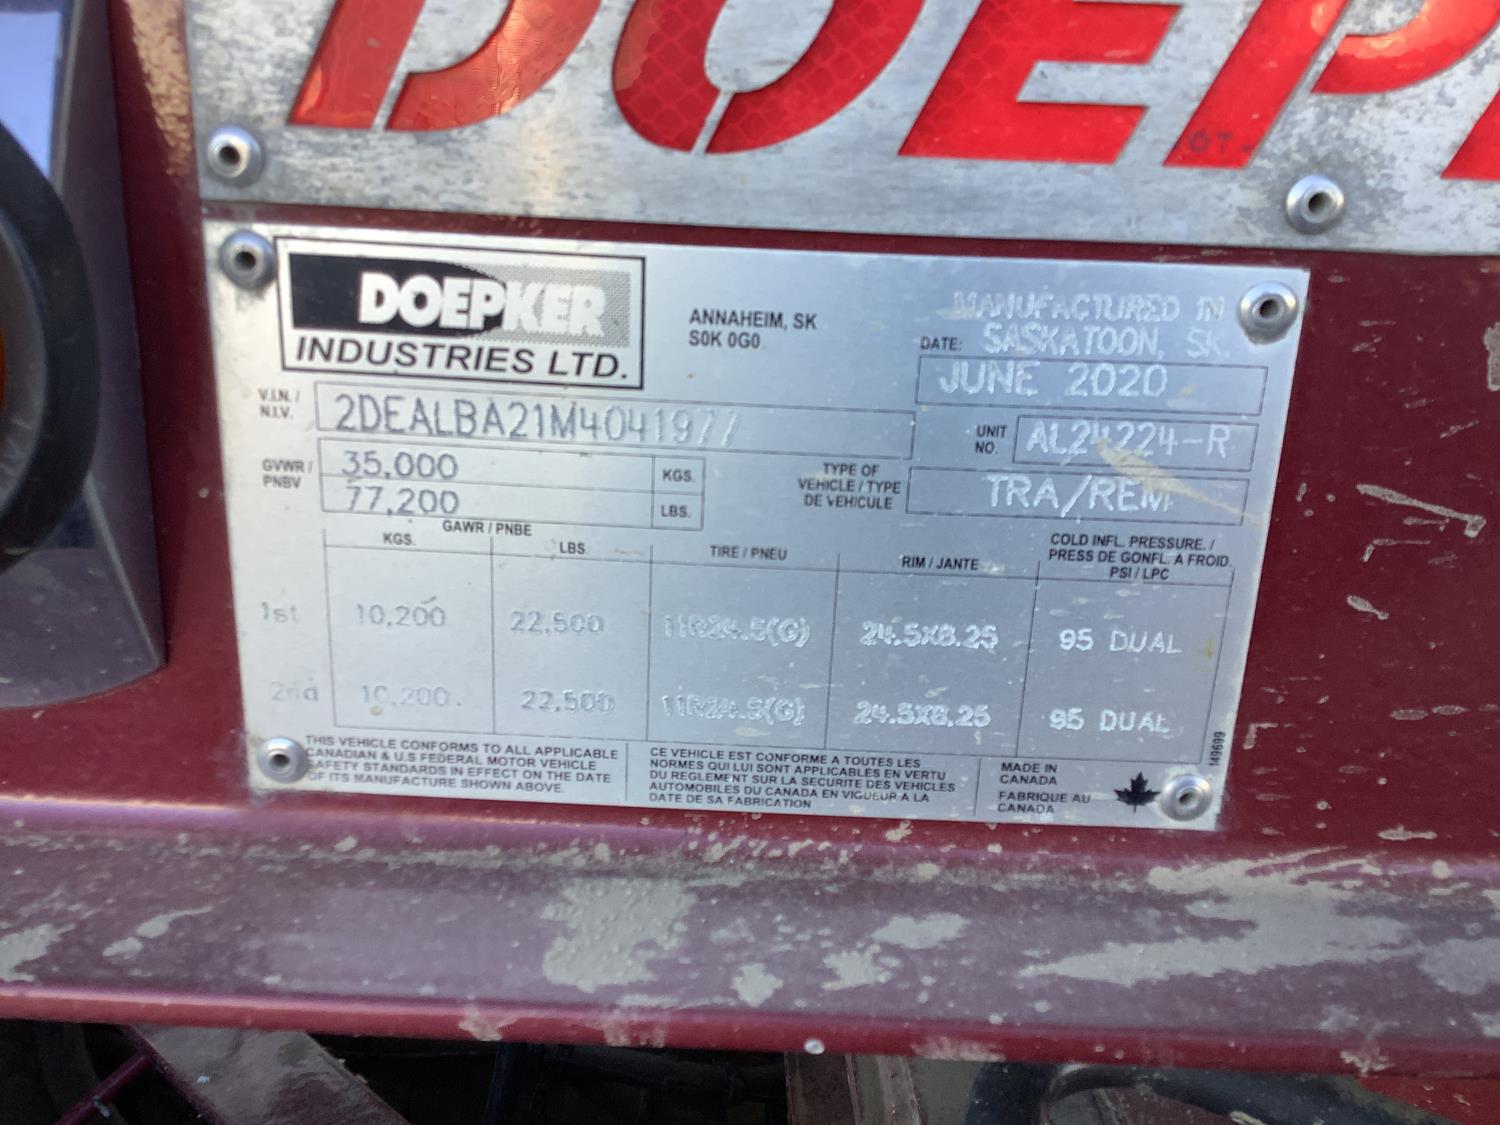 DOEP
OT-
DOEPKER
INDUSTRIES LTD.
ANNAHEIM, SK
S0K 0G0
MANUFACTURED IN
DATE: SASKATOON, SK.
JUNE 2020
V.I.N. /
N.I.V.
2DEALBA21M4041977
UNIT
NO.
AL24224-R
GVWR /
PNBV
35,000 KGS.
77,200 LBS.
TYPE OF
VEHICLE / TYPE
DE VEHICULE
TRA/REM
GAWR / PNBE
KGS. LBS. TIRE / PNEU RIM / JANTE
COLD INFL. PRESSURE. /
PRESS DE GONFL. A FROID.
PSI / LPC
1st 10,200 22,500 11R24.5(G) 24.5X8.25 95 DUAL
2nd 10,200. 22,500 11R24.5(G) 24.5X8.25 95 DUAL
THIS VEHICLE CONFORMS TO ALL APPLICABLE
CANADIAN & U.S FEDERAL MOTOR VEHICLE
SAFETY STANDARDS IN EFFECT ON THE DATE
OF ITS MANUFACTURE SHOWN ABOVE.
CE VEHICLE EST CONFORME A TOUTES LES
NORMES QUI LUI SONT APPLICABLES EN VERTU
DU REGLEMENT SUR LA SECURITE DES VEHICLES
AUTOMOBILES DU CANADA EN VIGUEUR A LA
DATE DE SA FABRICATION
MADE IN
CANADA
FABRIQUE AU
CANADA
149699